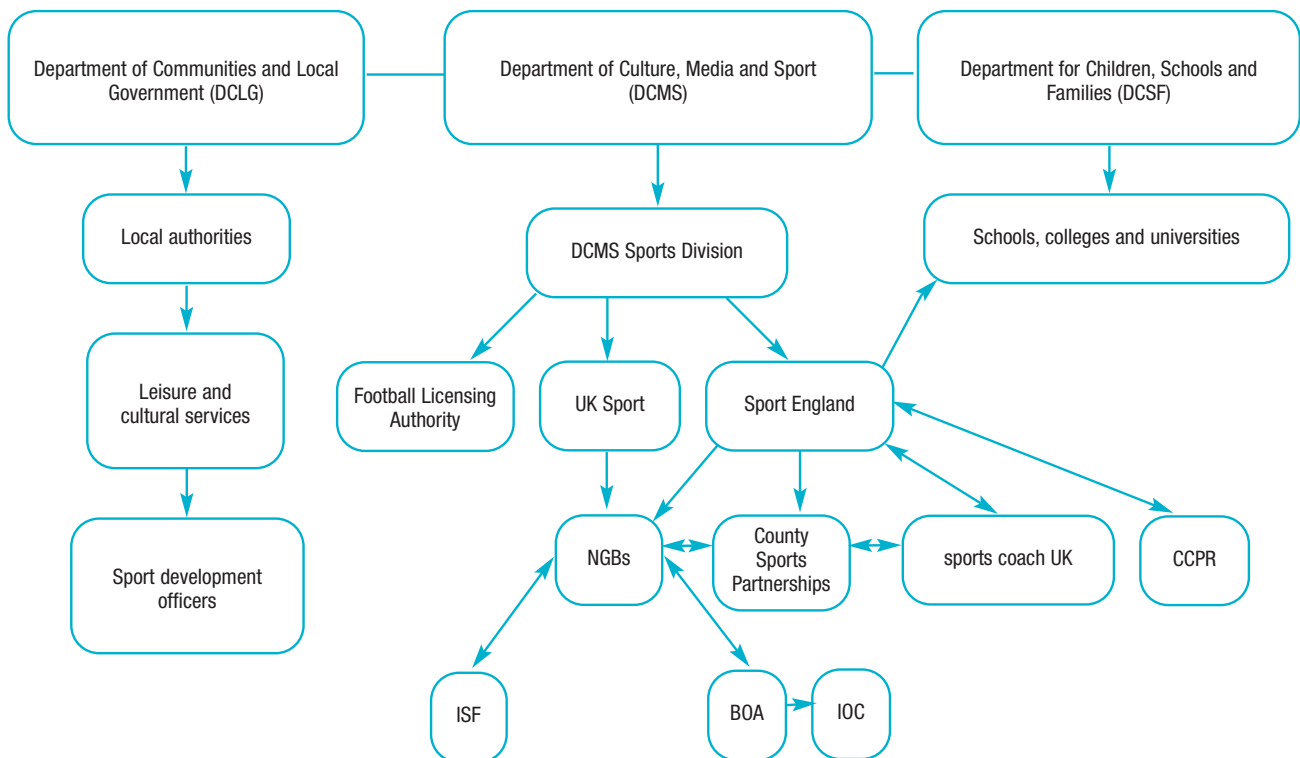 Department of Communities and Local
Government (DCLG)
Department of Culture, Media and Sport
(DCMS)
Department for Children, Schools and
Families (DCSF)
Local authorities
DCMS Sports Division
Schools, colleges and universities
Leisure and
cultural services
Football Licensing
Authority
UK Sport
Sport England
Sport development
officers
NGBs
County
Sports
Partnerships
sports coach UK
CCPR
ISF
BOA
IOC